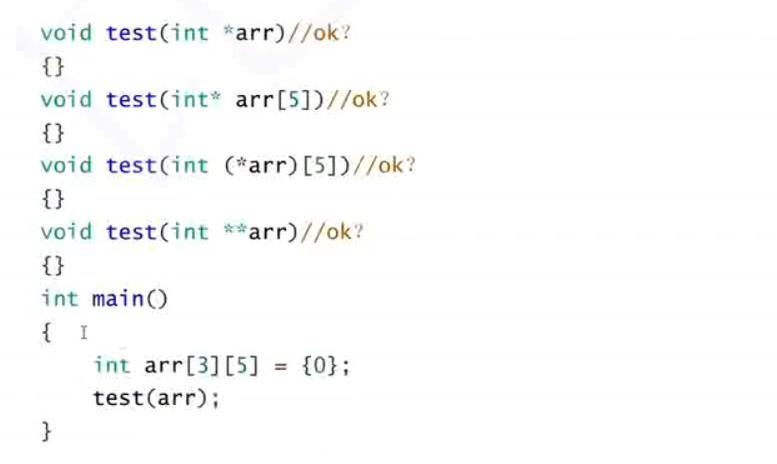 void test(int *arr)//ok?
{}
void test(int* arr[5])//ok?
{}
void test(int (*arr)[5])//ok?
{}
void test(int **arr)//ok?
{}
int main()
{
    int arr[3][5] = {0};
    test(arr);
}